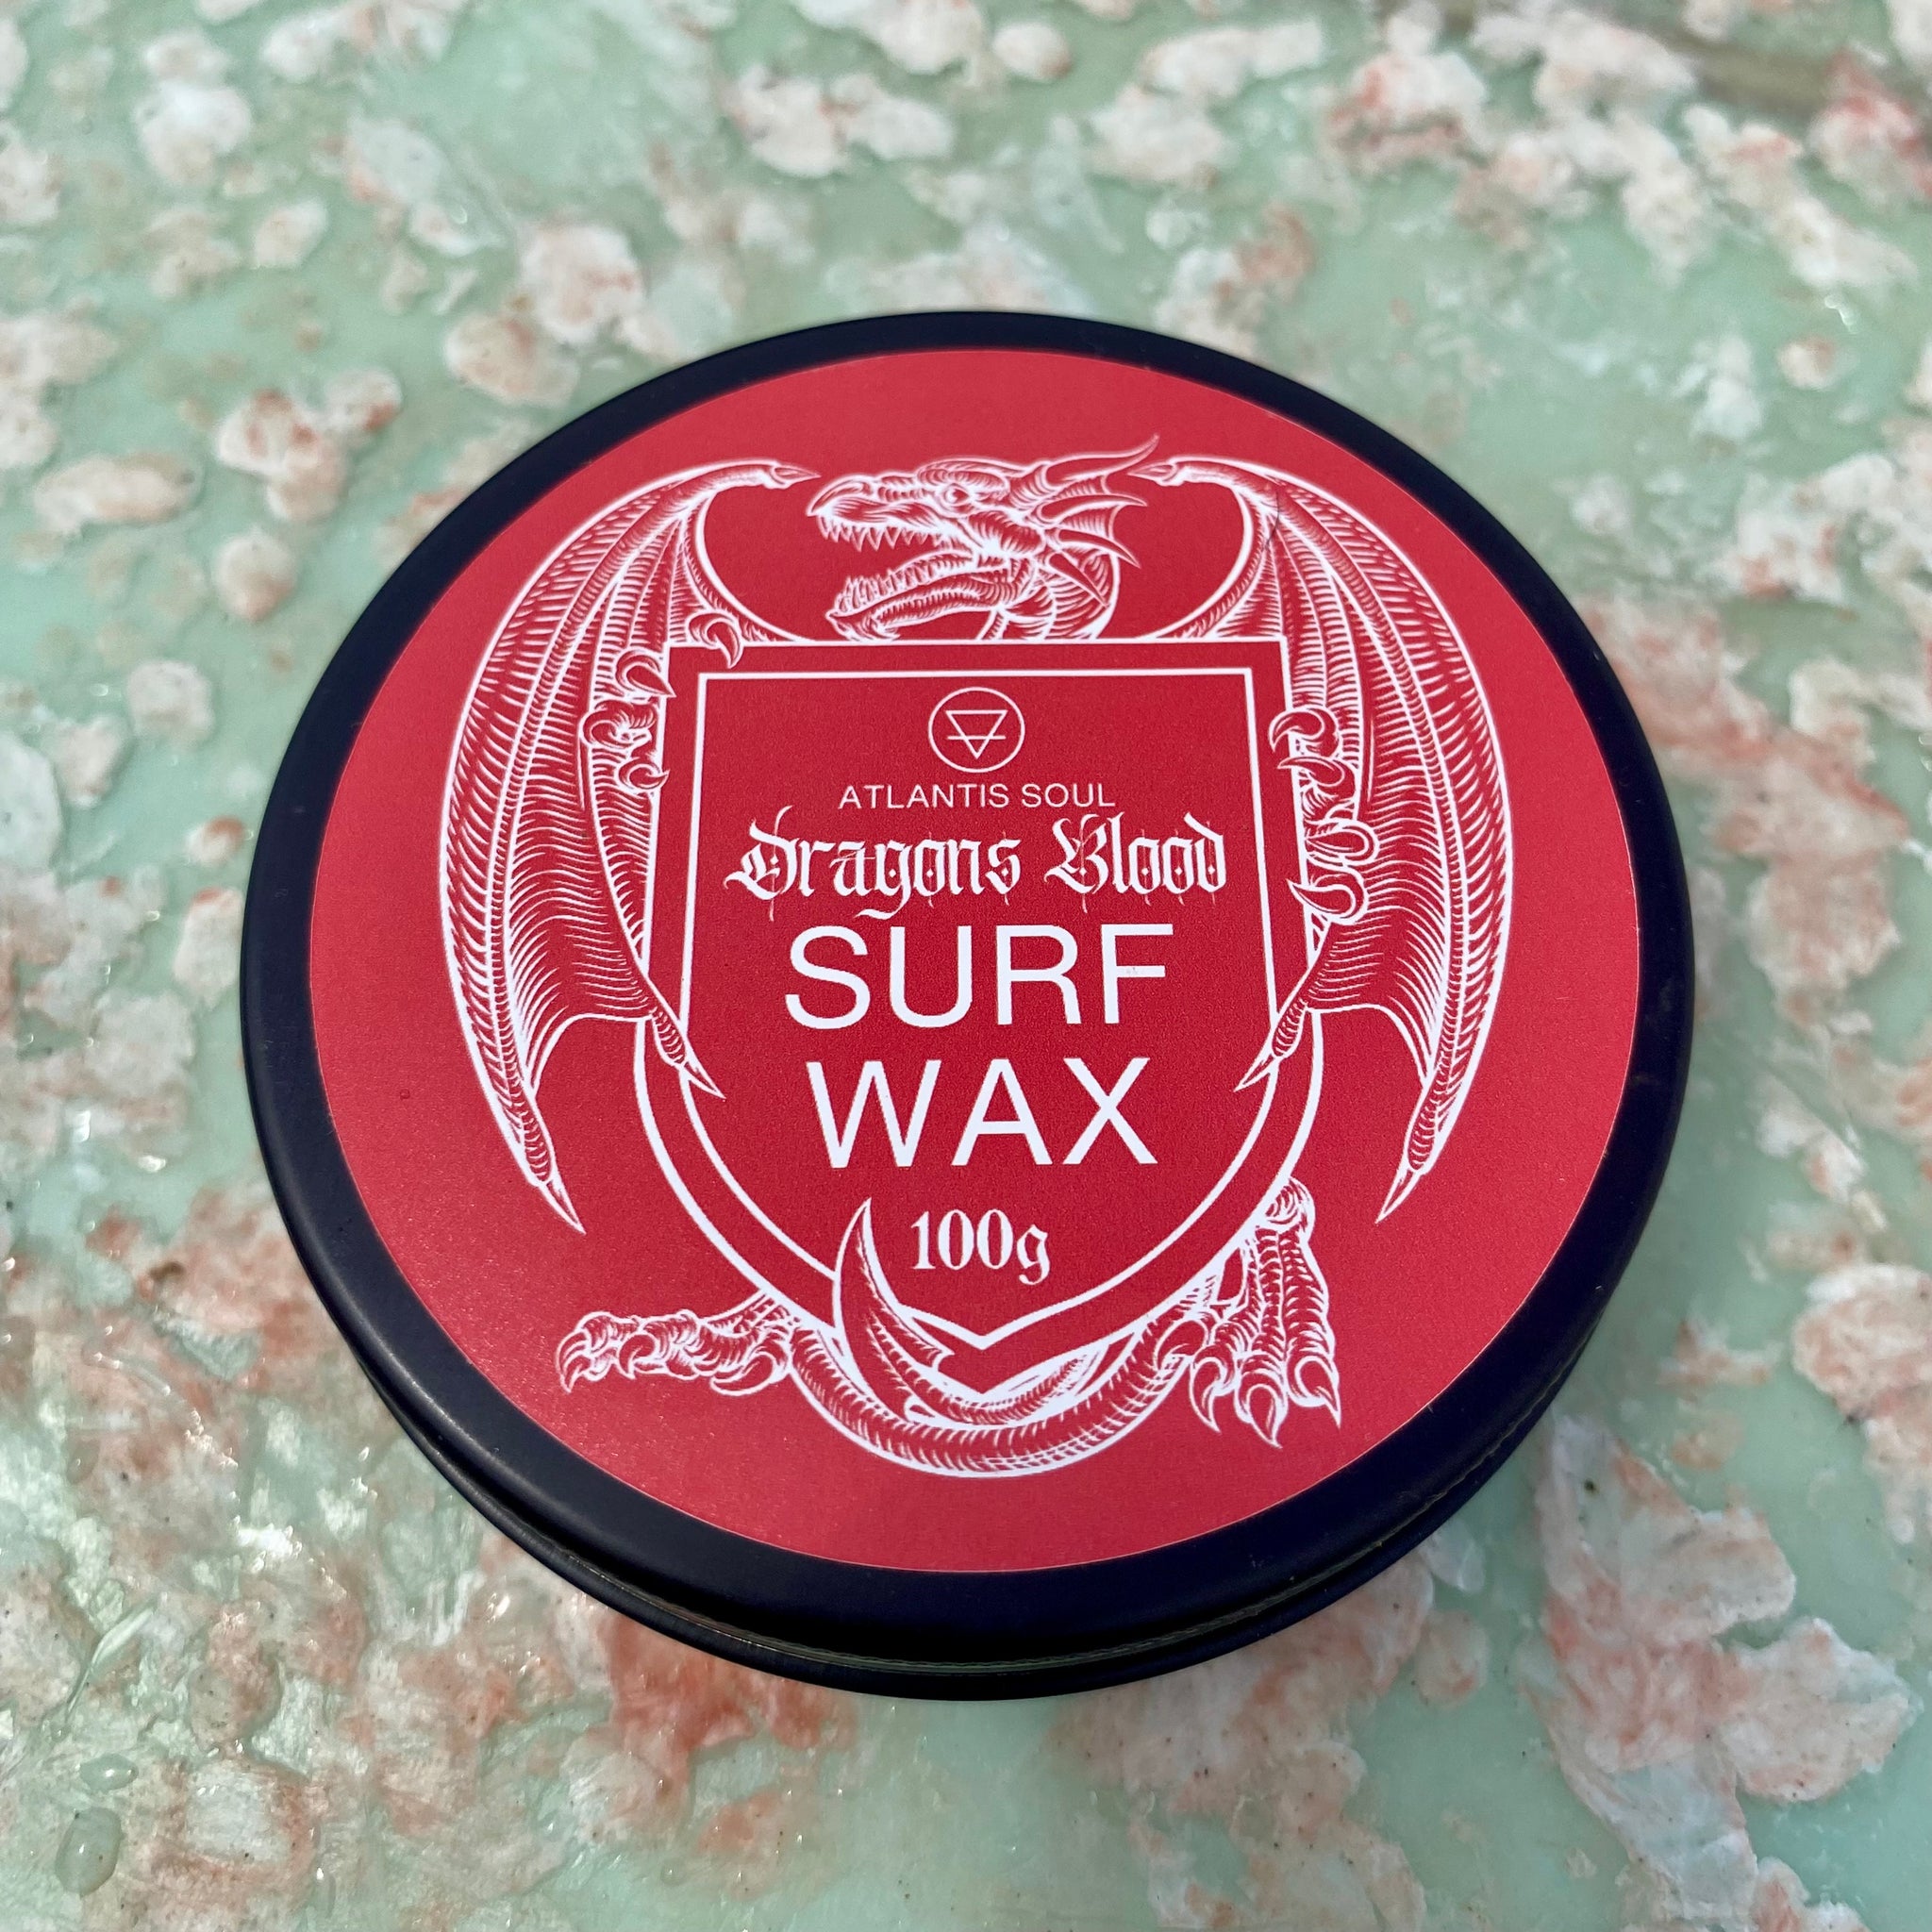 ATLANTIS SOUL
Dragons Blood
SURF
WAX
100g